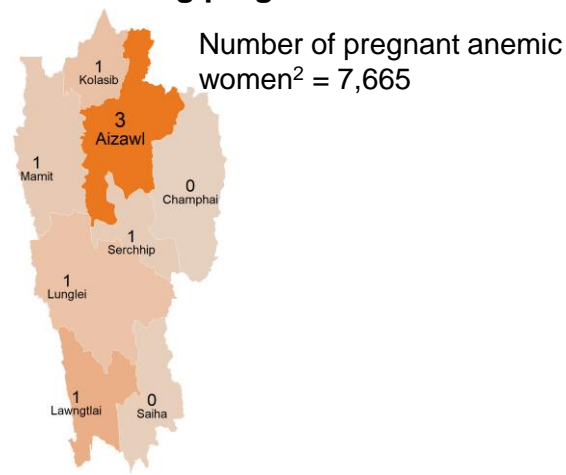 Number of pregnant anemic
women² = 7,665
1
Kolasib
3
Aizawl
1
Mamit
0
Champhai
1
Serchhip
1
Lunglei
1
Lawngtlai
0
Saiha